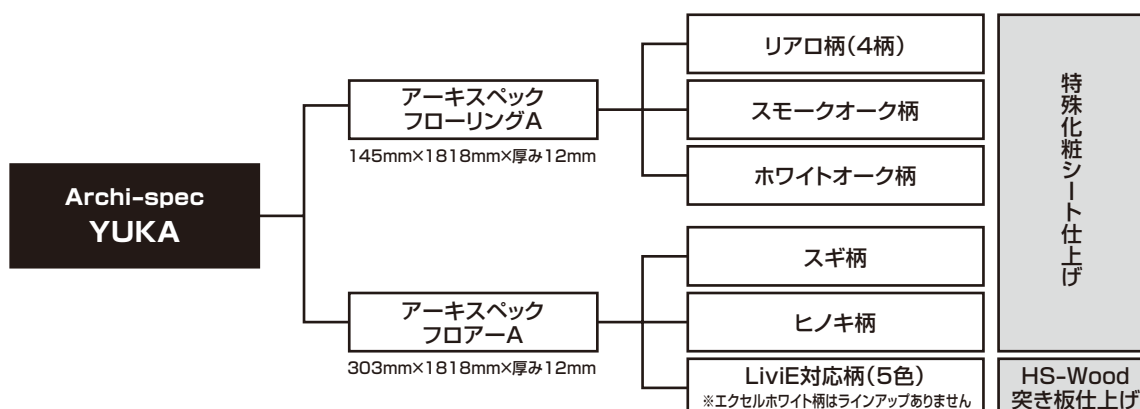 Archi-spec
YUKA
アーキスペック
フローリングA
145mm×1818mm×厚み12mm
リアロ柄(4柄)
スモークオーク柄
ホワイトオーク柄
アーキスペック
フロアーA
303mm×1818mm×厚み12mm
スギ柄
ヒノキ柄
LiviE対応柄(5色)
※エクセルホワイト柄はラインアップありません
特殊化粧シート仕上げ
HS-Wood
突き板仕上げ